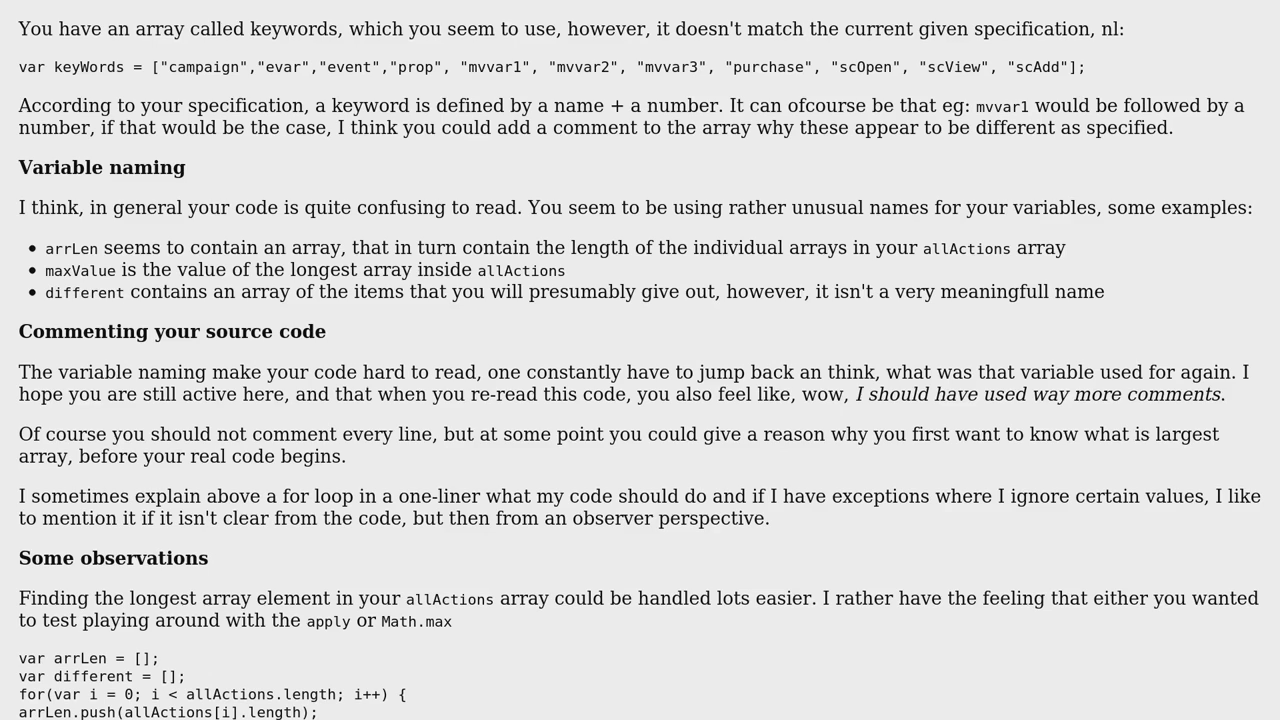 You have an array called keywords, which you seem to use, however, it doesn't match the current given specification, nl:
var keyWords = ["campaign","evar","event","prop", "mvvar1", "mvvar2", "mvvar3", "purchase", "scOpen", "scView", "scAdd"];
According to your specification, a keyword is defined by a name + a number. It can ofcourse be that eg: mvvar1 would be followed by a
number, if that would be the case, I think you could add a comment to the array why these appear to be different as specified.
Variable naming
I think, in general your code is quite confusing to read. You seem to be using rather unusual names for your variables, some examples:
• arrLen seems to contain an array, that in turn contain the length of the individual arrays in your allActions array
• maxValue is the value of the longest array inside allActions
• different contains an array of the items that you will presumably give out, however, it isn't a very meaningfull name
Commenting your source code
The variable naming make your code hard to read, one constantly have to jump back an think, what was that variable used for again. I
hope you are still active here, and that when you re-read this code, you also feel like, wow, I should have used way more comments.
Of course you should not comment every line, but at some point you could give a reason why you first want to know what is largest
array, before your real code begins.
I sometimes explain above a for loop in a one-liner what my code should do and if I have exceptions where I ignore certain values, I like
to mention it if it isn't clear from the code, but then from an observer perspective.
Some observations
Finding the longest array element in your allActions array could be handled lots easier. I rather have the feeling that either you wanted
to test playing around with the apply or Math.max
var arrLen = [];
var different = [];
for(var i = 0; i < allActions.length; i++) {
arrLen.push(allActions[i].length);